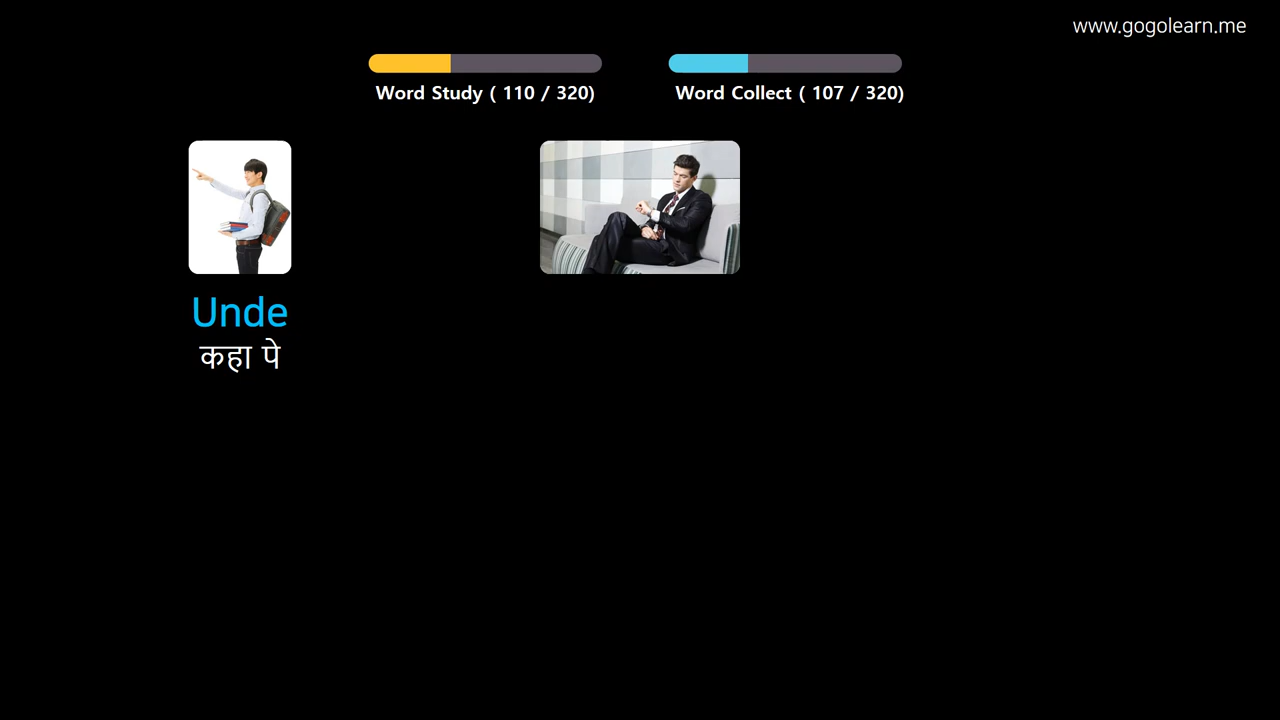 www.gogolearn.me
Word Study ( 110 / 320)
Word Collect ( 107 / 320)
Unde
कहा पे